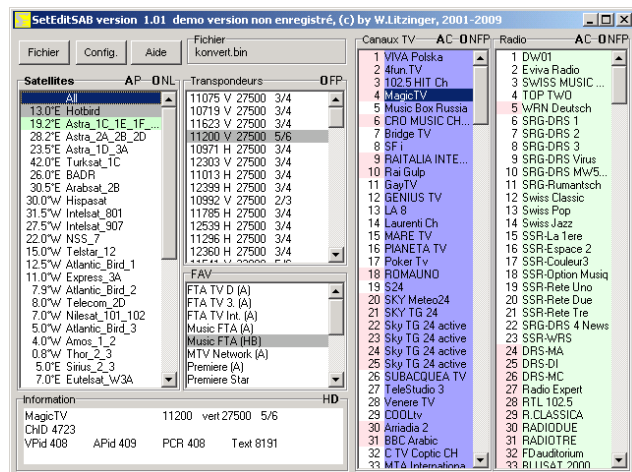 SetEditSAB version 1.01 demo version non enregistré, (c) by W.Litzinger, 2001-2009
Fichier Config. Aide
Fichier
konvert.bin
Satellites AP ONL
All
13.0°E Hotbird
19.2°E Astra_1C_1E_1F_...
28.2°E Astra_2A_2B_2D
23.5°E Astra_1D_3A
42.0°E Turksat_1C
26.0°E BADR
30.5°E Arabsat_2B
30.0°W Hispasat
31.5°W Intelsat_801
27.5°W Intelsat_907
22.0°W NSS_7
15.0°W Telstar_12
12.5°W Atlantic_Bird_1
11.0°W Express_3A
7.9°W Atlantic_Bird_2
8.0°W Telecom_2D
7.0°W Nilesat_101_102
5.0°W Atlantic_Bird_3
4.0°W Amos_1_2
0.8°W Thor_2_3
5.0°E Sirius_2_3
7.0°E Eutelsat_W3A
Transpondeurs OFP
11075 V 27500 3/4
10719 V 27500 3/4
11623 V 27500 3/4
11200 V 27500 5/6
10971 H 27500 3/4
12303 V 27500 3/4
11013 H 27500 3/4
12399 H 27500 3/4
10992 V 27500 2/3
11785 H 27500 3/4
12539 H 27500 3/4
11296 H 27500 3/4
12360 H 27500 3/4
FAV
FTA TV D (A)
FTA TV 3. (A)
FTA TV Int. (A)
Music FTA (A)
Music FTA (HB)
MTV Network (A)
Premiere (A)
Premiere Star
Information HD
MagicTV 11200 vert 27500 5/6
ChID 4723
VPid 408 APid 409 PCR 408 Text 8191
Canaux TV AC ONFP
1 VIVA Polska
2 4fun.TV
3 102.5 HIT Ch
4 MagicTV
5 Music Box Russia
6 CRO MUSIC CH...
7 Bridge TV
8 SF i
9 RAITALIA INTE...
10 Rai Gulp
11 GayTV
12 GENIUS TV
13 LA 8
14 Laurenti Ch
15 MARE TV
16 PIANETA TV
17 Poker Tv
18 ROMAUNO
19 S24
20 SKY Meteo24
21 SKY TG 24
22 Sky TG 24 active
23 Sky TG 24 active
24 Sky TG 24 active
25 Sky TG 24 active
26 SUBACQUEA TV
27 TeleStudio 3
28 Venere TV
29 COOLtv
30 Arriadia 2
31 BBC Arabic
32 C TV Coptic CH
33 MTA Internationa
Radio AC ONFP
1 DW01
2 Eviva Radio
3 SWISS MUSIC ...
4 TOP TWO
5 WRN Deutsch
6 SRG-DRS 1
7 SRG-DRS 2
8 SRG-DRS 3
9 SRG-DRS Virus
10 SRG-DRS MW5...
11 SRG-Rumantsch
12 Swiss Classic
13 Swiss Pop
14 Swiss Jazz
15 SSR-La 1ere
16 SSR-Espace 2
17 SSR-Couleur3
18 SSR-Option Musiq
19 SSR-Rete Uno
20 SSR-Rete Due
21 SSR-Rete Tre
22 SRG-DRS 4 News
23 SSR-WRS
24 DRS-MA
25 DRS-DI
26 DRS-MC
27 Radio Expert
28 RTL 102.5
29 R.CLASSICA
30 RADIODUE
31 RADIOTRE
32 FD auditorium
33 BLUSAT 2000